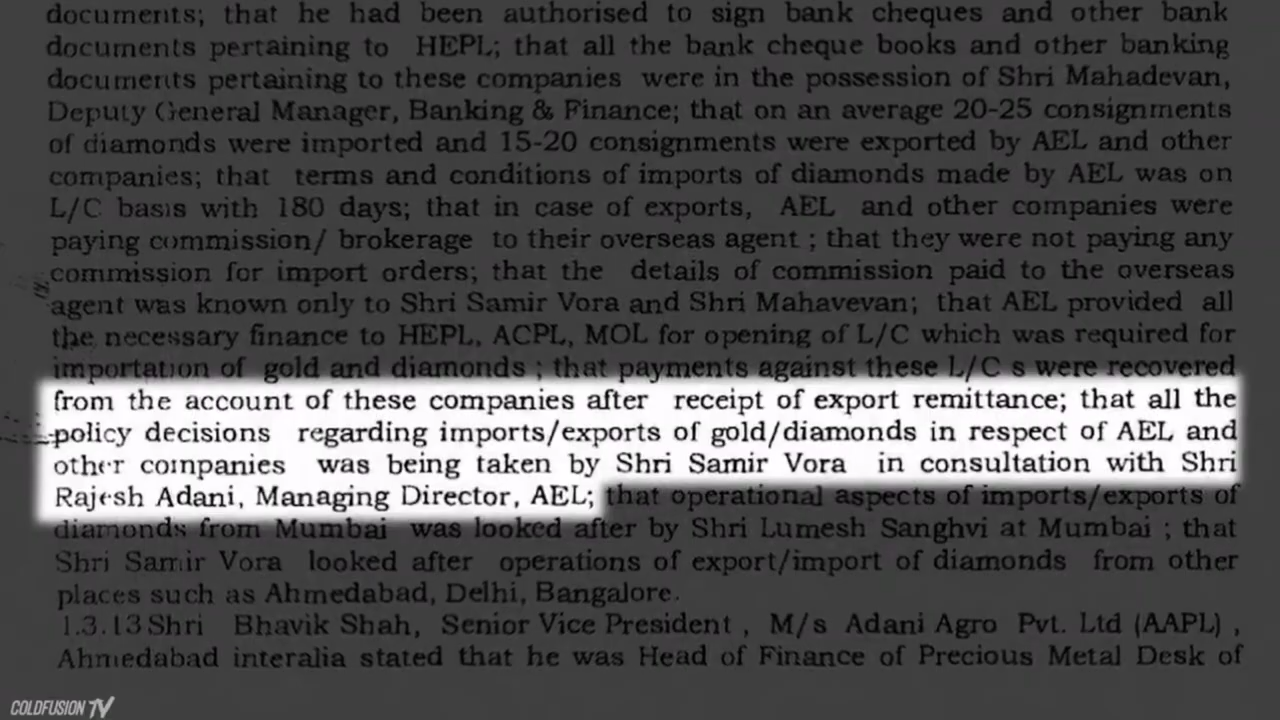 documents; that he had been authorised to sign bank cheques and other bank
documents pertaining to HEPL; that all the bank cheque books and other banking
documents pertaining to these companies were in the possession of Shri Mahadevan,
Deputy General Manager, Banking & Finance; that on an average 20-25 consignments
of diamonds were imported and 15-20 consignments were exported by AEL and other
companies; that terms and conditions of imports of diamonds made by AEL was on
L/C basis with 180 days; that in case of exports, AEL and other companies were
paying commission/ brokerage to their overseas agent ; that they were not paying any
commission for import orders; that the details of commission paid to the overseas
agent was known only to Shri Samir Vora and Shri Mahavevan; that AEL provided all
the necessary finance to HEPL, ACPL, MOL for opening of L/C which was required for
importation of gold and diamonds ; that payments against these L/C s were recovered
from the account of these companies after receipt of export remittance; that all the
policy decisions regarding imports/exports of gold/diamonds in respect of AEL and
other companies was being taken by Shri Samir Vora in consultation with Shri
Rajesh Adani, Managing Director, AEL; that operational aspects of imports/exports of
diamonds from Mumbai was looked after by Shri Lumesh Sanghvi at Mumbai ; that
Shri Samir Vora looked after operations of export/import of diamonds from other
places such as Ahmedabad, Delhi, Bangalore.
1.3.13 Shri Bhavik Shah, Senior Vice President , M/s Adani Agro Pvt. Ltd (AAPL) ,
Ahmedabad interalia stated that he was Head of Finance of Precious Metal Desk of
COLDFUSION TV